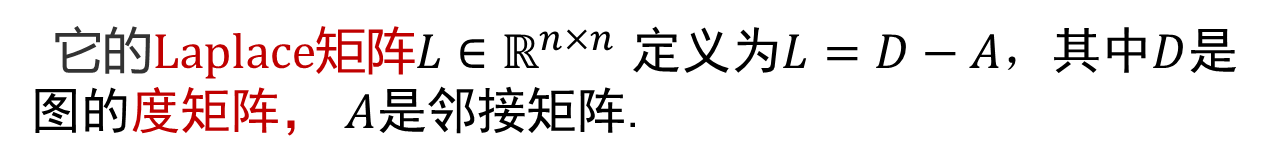 它的Laplace矩阵L ∈ ℝⁿˣⁿ 定义为L = D − A，其中D是
图的度矩阵， A是邻接矩阵.